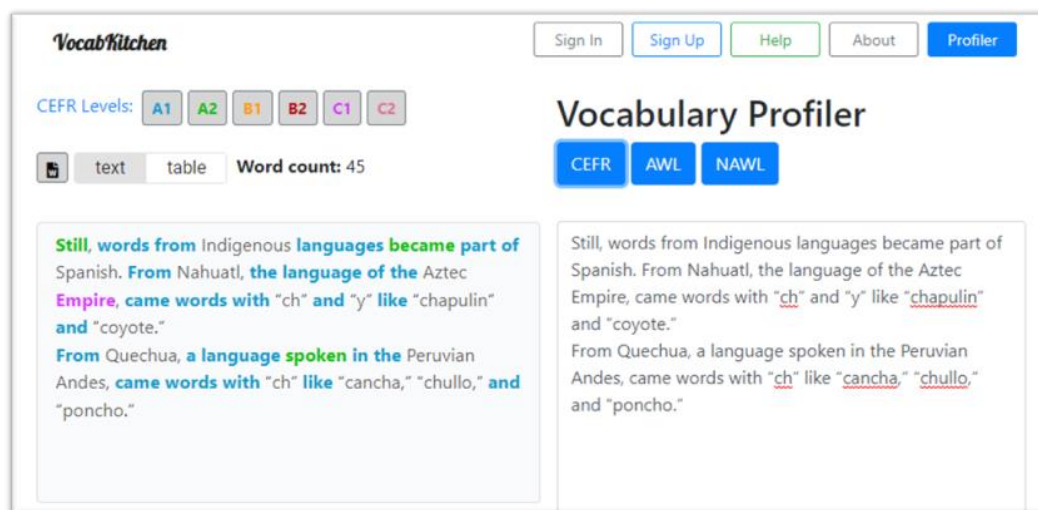 VocabKitchen
Sign In
Sign Up
Help
About
Profiler
CEFR Levels: A1 A2 B1 B2 C1 C2
text table Word count: 45
Vocabulary Profiler
CEFR AWL NAWL
Still, words from Indigenous languages became part of
Spanish. From Nahuatl, the language of the Aztec
Empire, came words with “ch” and “y” like “chapulin”
and “coyote.”
From Quechua, a language spoken in the Peruvian
Andes, came words with “ch” like “cancha,” “chullo,” and
“poncho.”
Still, words from Indigenous languages became part of
Spanish. From Nahuatl, the language of the Aztec
Empire, came words with “ch” and “y” like “chapulin”
and “coyote.”
From Quechua, a language spoken in the Peruvian
Andes, came words with “ch” like “cancha,” “chullo,”
and “poncho.”